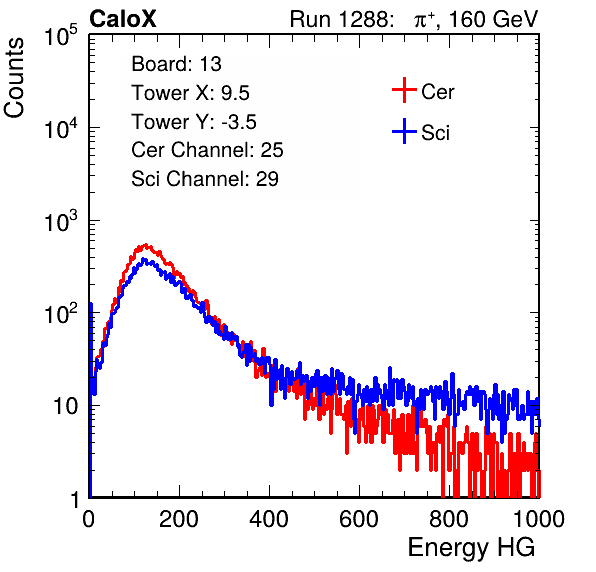 CaloX Run 1288: π⁺, 160 GeV
Board: 13
Tower X: 9.5
Tower Y: -3.5
Cer Channel: 25
Sci Channel: 29
Cer
Sci
Counts
10⁵
10⁴
10³
10²
10
1
0 200 400 600 800 1000
Energy HG